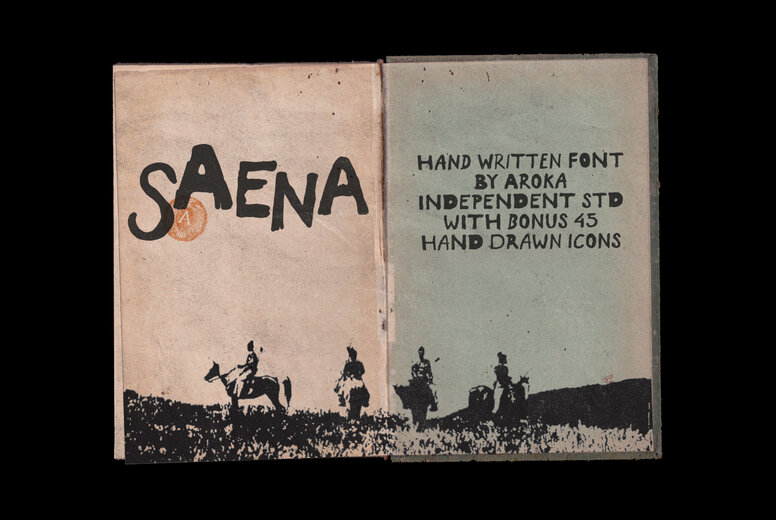 SAENA
A
HAND WRITTEN FONT
BY AROKA
INDEPENDENT STD
WITH BONUS 45
HAND DRAWN ICONS